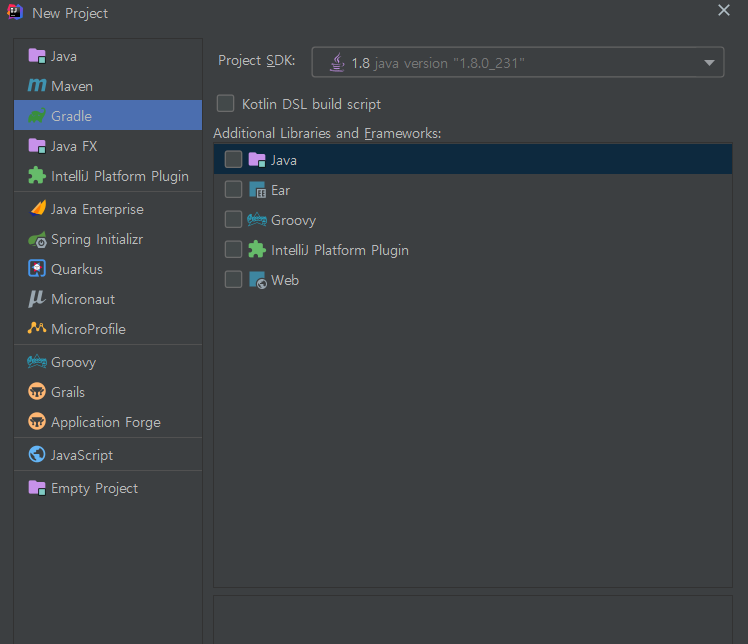 New Project
Java
Maven
Gradle
Java FX
IntelliJ Platform Plugin
Java Enterprise
Spring Initializr
Quarkus
Micronaut
MicroProfile
Groovy
Grails
Application Forge
JavaScript
Empty Project
Project SDK: 1.8 java version "1.8.0_231"
Kotlin DSL build script
Additional Libraries and Frameworks:
Java
Ear
Groovy
IntelliJ Platform Plugin
Web